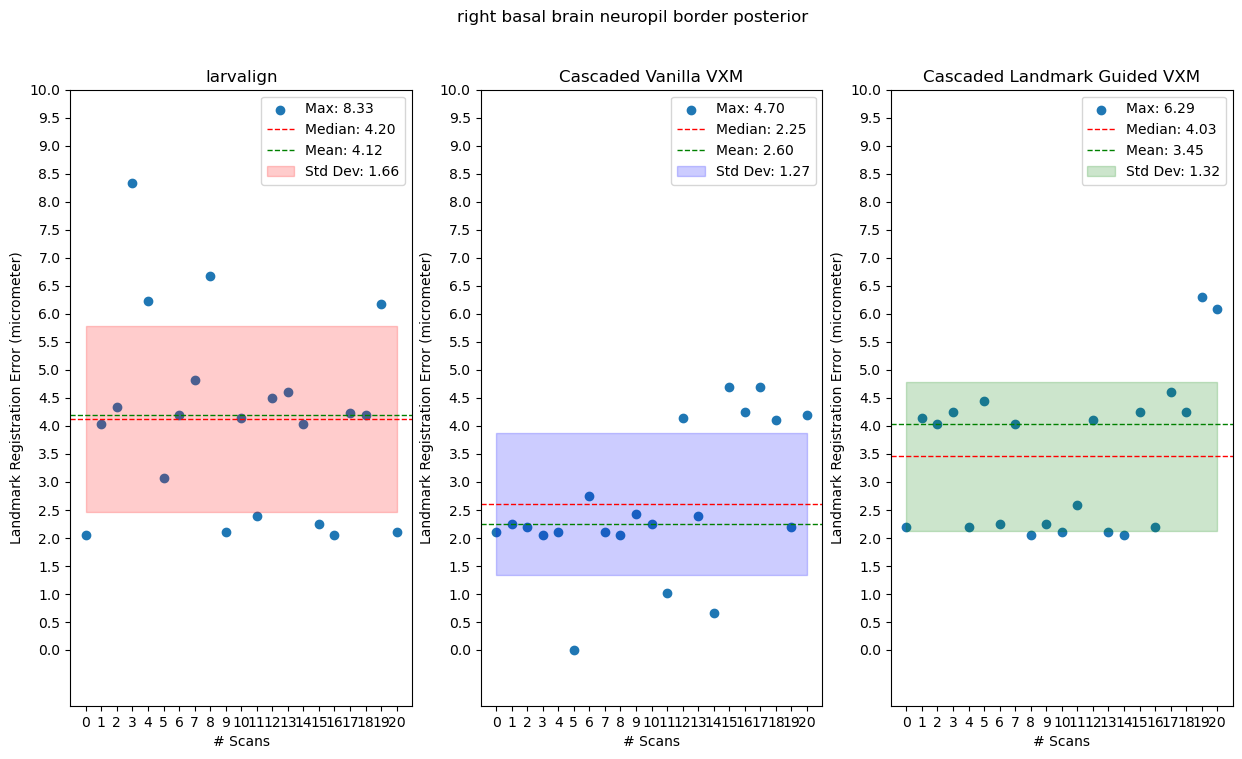 right basal brain neuropil border posterior
larvalign
Landmark Registration Error (micrometer)
10.0
9.5
9.0
8.5
8.0
7.5
7.0
6.5
6.0
5.5
5.0
4.5
4.0
3.5
3.0
2.5
2.0
1.5
1.0
0.5
0.0
Max: 8.33
Median: 4.20
Mean: 4.12
Std Dev: 1.66
0 1 2 3 4 5 6 7 8 9 10 11 12 13 14 15 16 17 18 19 20
# Scans
Cascaded Vanilla VXM
Landmark Registration Error (micrometer)
10.0
9.5
9.0
8.5
8.0
7.5
7.0
6.5
6.0
5.5
5.0
4.5
4.0
3.5
3.0
2.5
2.0
1.5
1.0
0.5
0.0
Max: 4.70
Median: 2.25
Mean: 2.60
Std Dev: 1.27
0 1 2 3 4 5 6 7 8 9 10 11 12 13 14 15 16 17 18 19 20
# Scans
Cascaded Landmark Guided VXM
Landmark Registration Error (micrometer)
10.0
9.5
9.0
8.5
8.0
7.5
7.0
6.5
6.0
5.5
5.0
4.5
4.0
3.5
3.0
2.5
2.0
1.5
1.0
0.5
0.0
Max: 6.29
Median: 4.03
Mean: 3.45
Std Dev: 1.32
0 1 2 3 4 5 6 7 8 9 10 11 12 13 14 15 16 17 18 19 20
# Scans